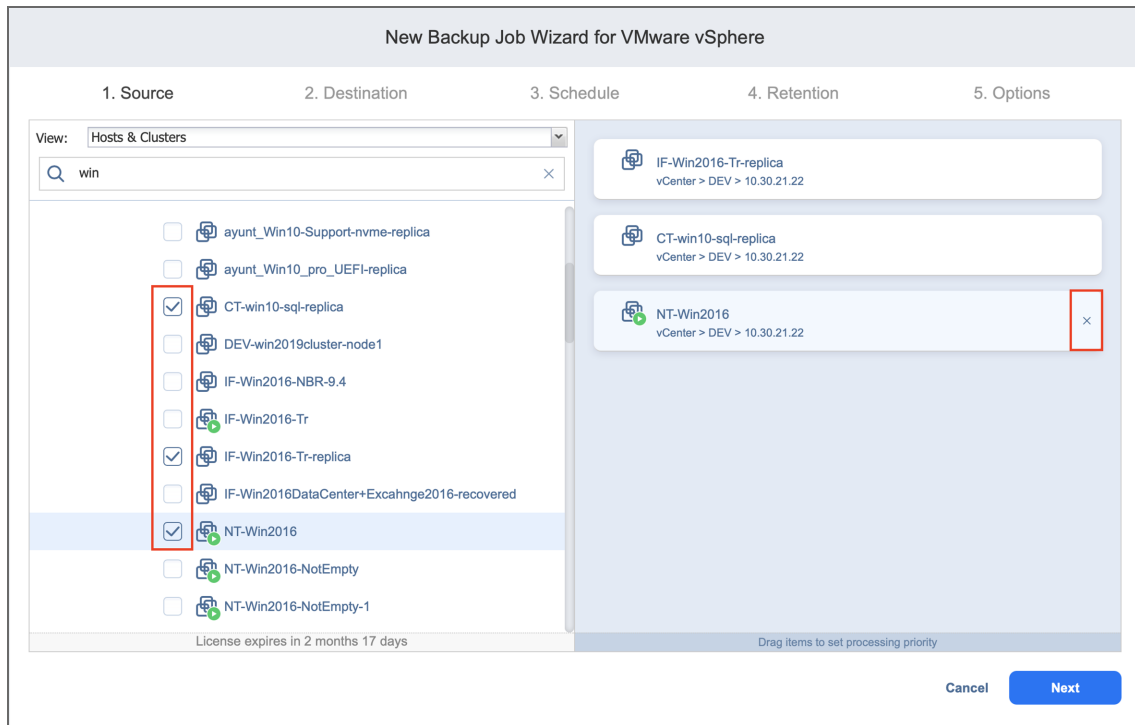 New Backup Job Wizard for VMware vSphere
1. Source
2. Destination
3. Schedule
4. Retention
5. Options
View:
Hosts & Clusters
win
ayunt_Win10-Support-nvme-replica
ayunt_Win10_pro_UEFI-replica
CT-win10-sql-replica
DEV-win2019cluster-node1
IF-Win2016-NBR-9.4
IF-Win2016-Tr
IF-Win2016-Tr-replica
IF-Win2016DataCenter+Excahnge2016-recovered
NT-Win2016
NT-Win2016-NotEmpty
NT-Win2016-NotEmpty-1
License expires in 2 months 17 days
IF-Win2016-Tr-replica
vCenter > DEV > 10.30.21.22
CT-win10-sql-replica
vCenter > DEV > 10.30.21.22
NT-Win2016
vCenter > DEV > 10.30.21.22
Drag items to set processing priority
Cancel
Next